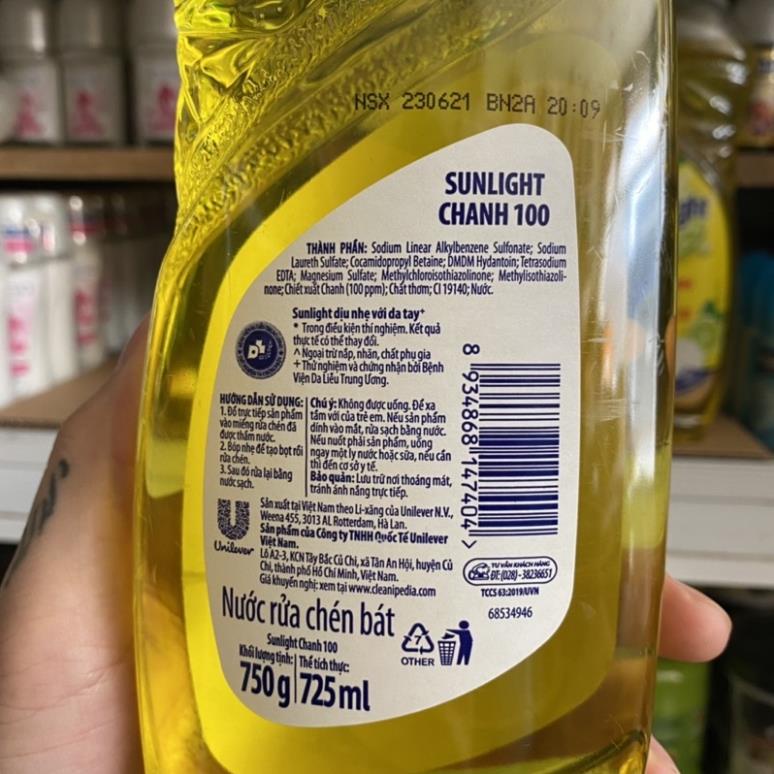 NSX 230621 BN2A 20:09
SUNLIGHT
CHANH 100
THÀNH PHẦN: Sodium Linear Alkylbenzene Sulfonate; Sodium
Laureth Sulfate; Cocamidopropyl Betaine; DMDM Hydantoin; Tetrasodium
EDTA; Magnesium Sulfate; Methylchloroisothiazolinone; Methylisothiazoli-
none; Chiết xuất Chanh (100 ppm); Chất thơm; CI 19140; Nước.
Sunlight dịu nhẹ với da tay+
* Trong điều kiện thí nghiệm. Kết quả
thực tế có thể thay đổi.
^ Ngoại trừ nắp, nhãn, chất phụ gia
+ Thử nghiệm và chứng nhận bởi Bệnh
Viện Da Liễu Trung Ương.
HƯỚNG DẪN SỬ DỤNG:
1. Đổ trực tiếp sản phẩm
vào miếng rửa chén đã
được thấm nước.
2. Bóp nhẹ để tạo bọt rồi
rửa chén.
3. Sau đó rửa lại bằng
nước sạch.
Chú ý: Không được uống. Để xa
tầm với của trẻ em. Nếu sản phẩm
dính vào mắt, rửa sạch bằng nước.
Nếu nuốt phải sản phẩm, uống
ngay một ly nước hoặc sữa, nếu cần
thì đến cơ sở y tế.
Bảo quản: Lưu trữ nơi thoáng mát,
tránh ánh nắng trực tiếp.
8 934868 147404 >
Unilever
Sản xuất tại Việt Nam theo Li-xăng của Unilever N.V.,
Weena 455, 3013 AL Rotterdam, Hà Lan.
Sản phẩm của Công ty TNHH Quốc Tế Unilever
Việt Nam.
Lô A2-3, KCN Tây Bắc Củ Chi, xã Tân An Hội, huyện Củ
Chi, thành phố Hồ Chí Minh, Việt Nam.
Giá khuyến nghị: xem tại www.cleanipedia.com
TƯ VẤN KHÁCH HÀNG
ĐT: (028) - 38236651
TCCS 63:2019/UVN
68534946
Nước rửa chén bát
Sunlight Chanh 100
Khối lượng tịnh:
750 g
Thể tích thực:
725 ml
7
OTHER